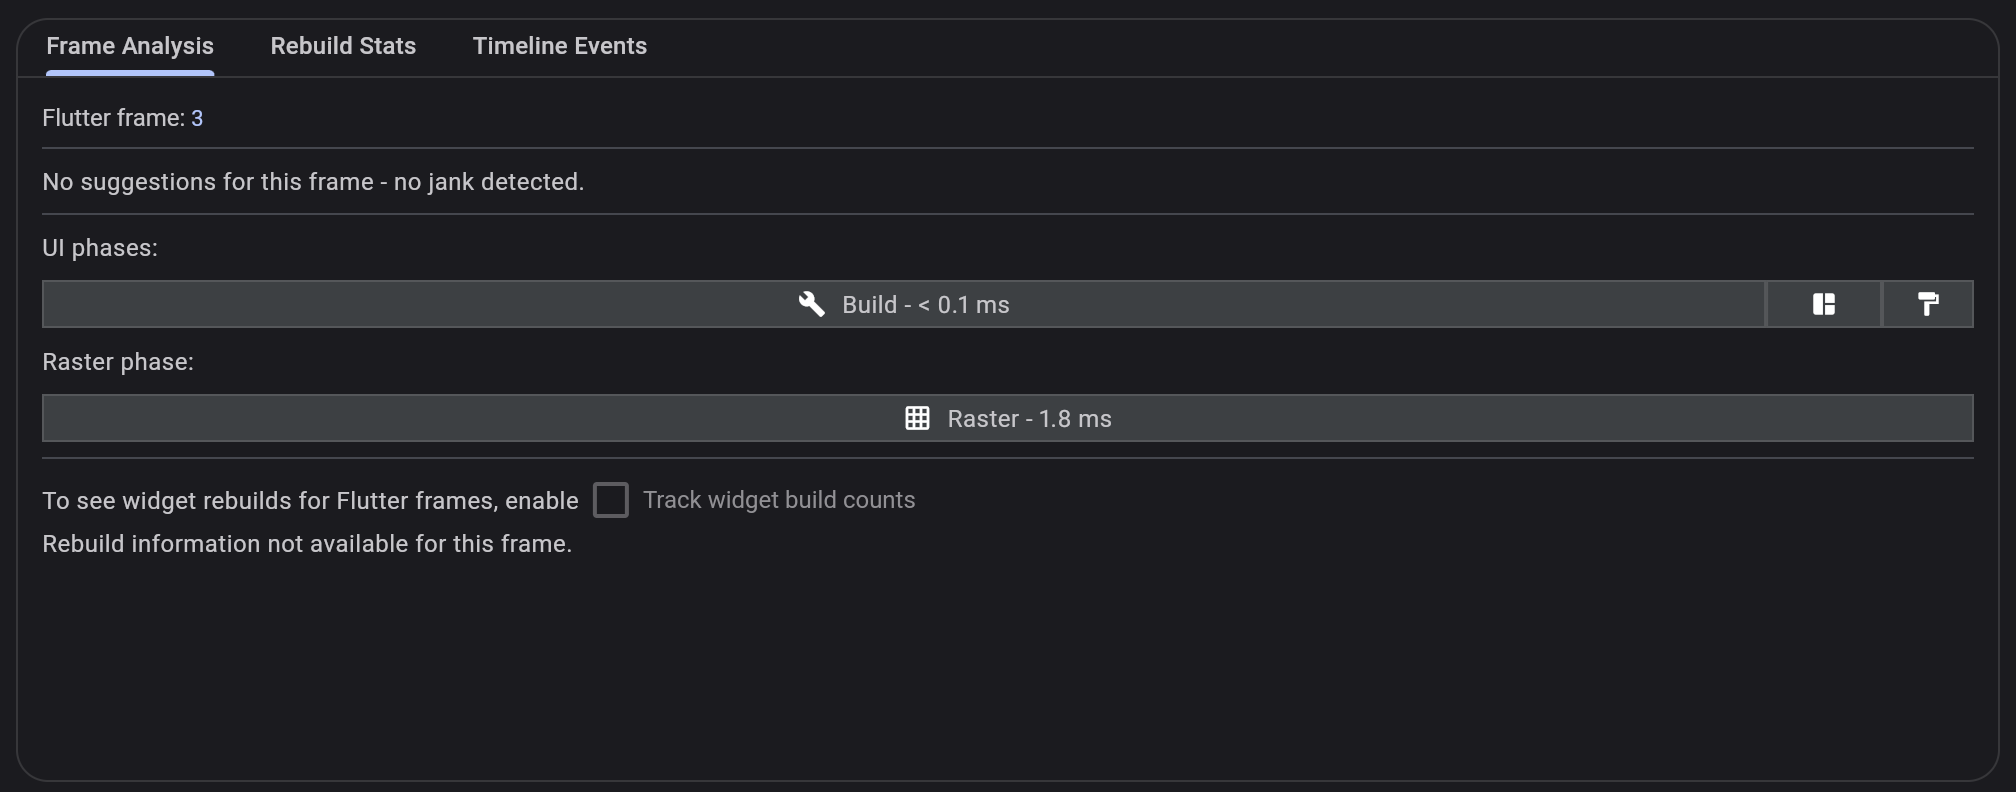 Frame Analysis Rebuild Stats Timeline Events
Flutter frame: 3
No suggestions for this frame - no jank detected.
UI phases:
Build - < 0.1 ms
Raster phase:
Raster - 1.8 ms
To see widget rebuilds for Flutter frames, enable Track widget build counts
Rebuild information not available for this frame.